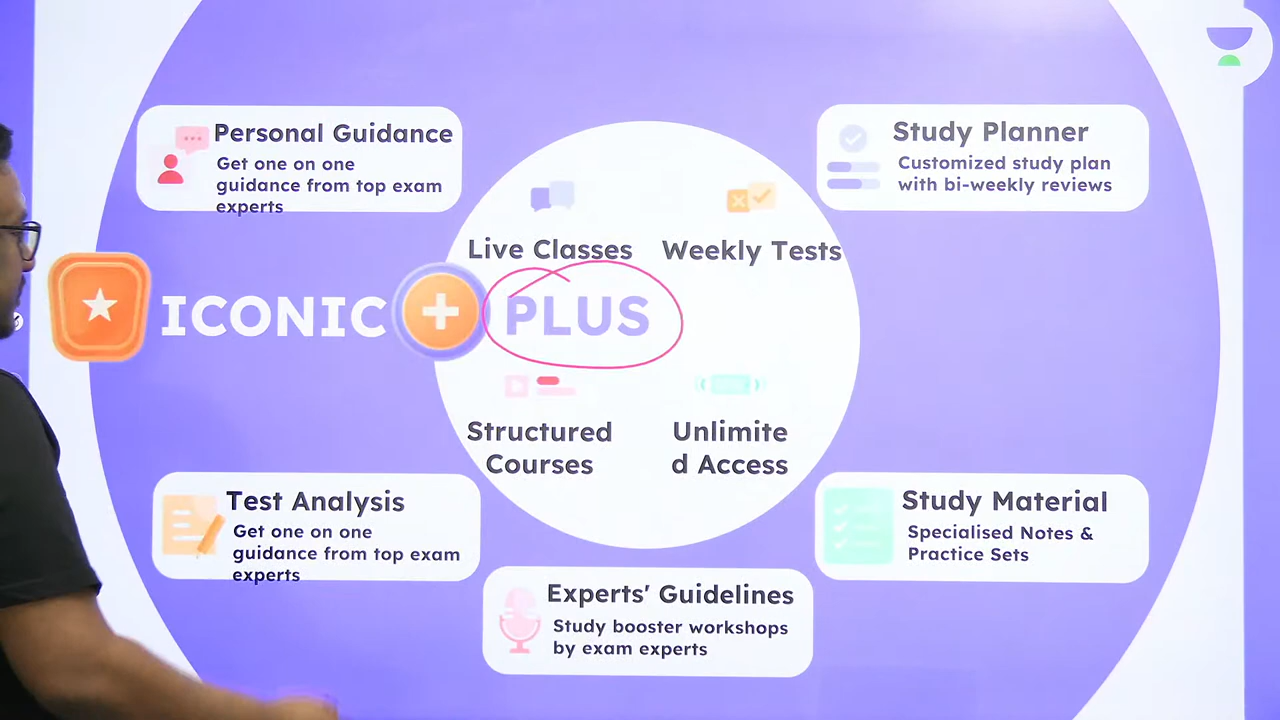 Personal Guidance
Get one on one
guidance from top exam
experts
Study Planner
Customized study plan
with bi-weekly reviews
Live Classes
Weekly Tests
ICONIC
PLUS
Structured
Courses
Unlimite
d Access
Test Analysis
Get one on one
guidance from top exam
experts
Study Material
Specialised Notes &
Practice Sets
Experts' Guidelines
Study booster workshops
by exam experts